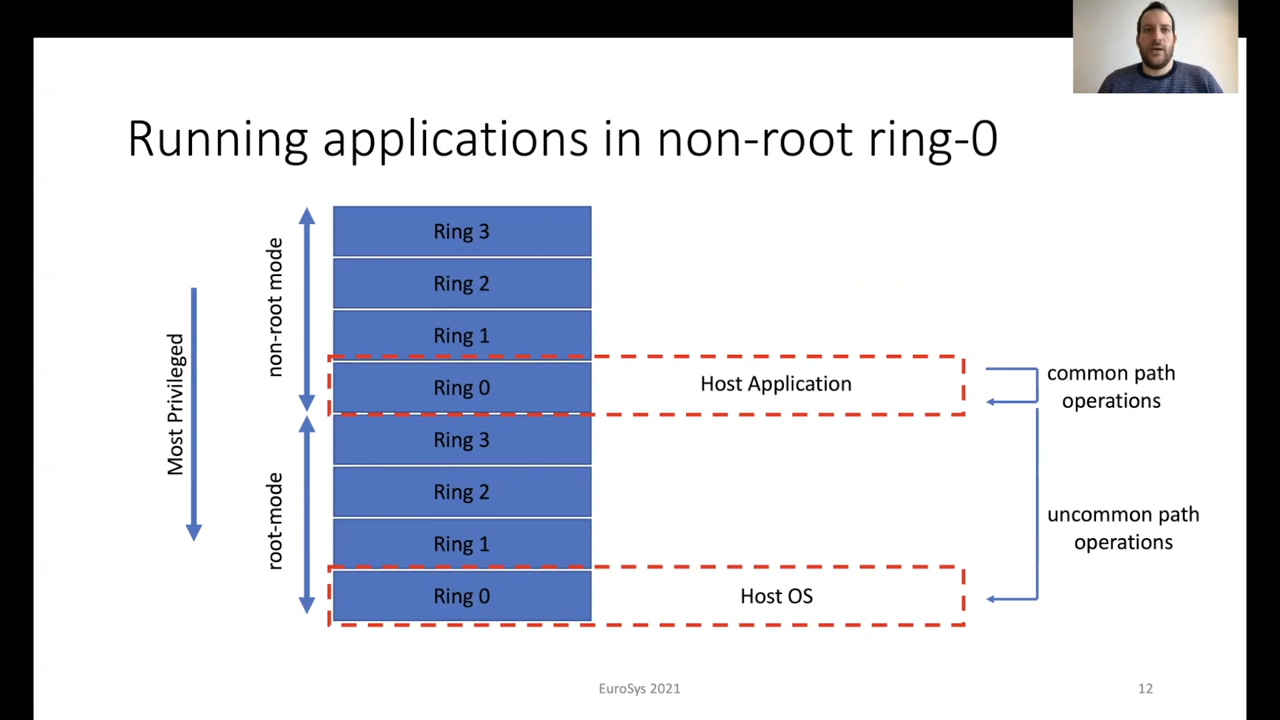 Running applications in non-root ring-0
Most Privileged
non-root mode
root-mode
Ring 3
Ring 2
Ring 1
Ring 0
Host Application
Ring 3
Ring 2
Ring 1
Ring 0
Host OS
common path
operations
uncommon path
operations
EuroSys 2021
12